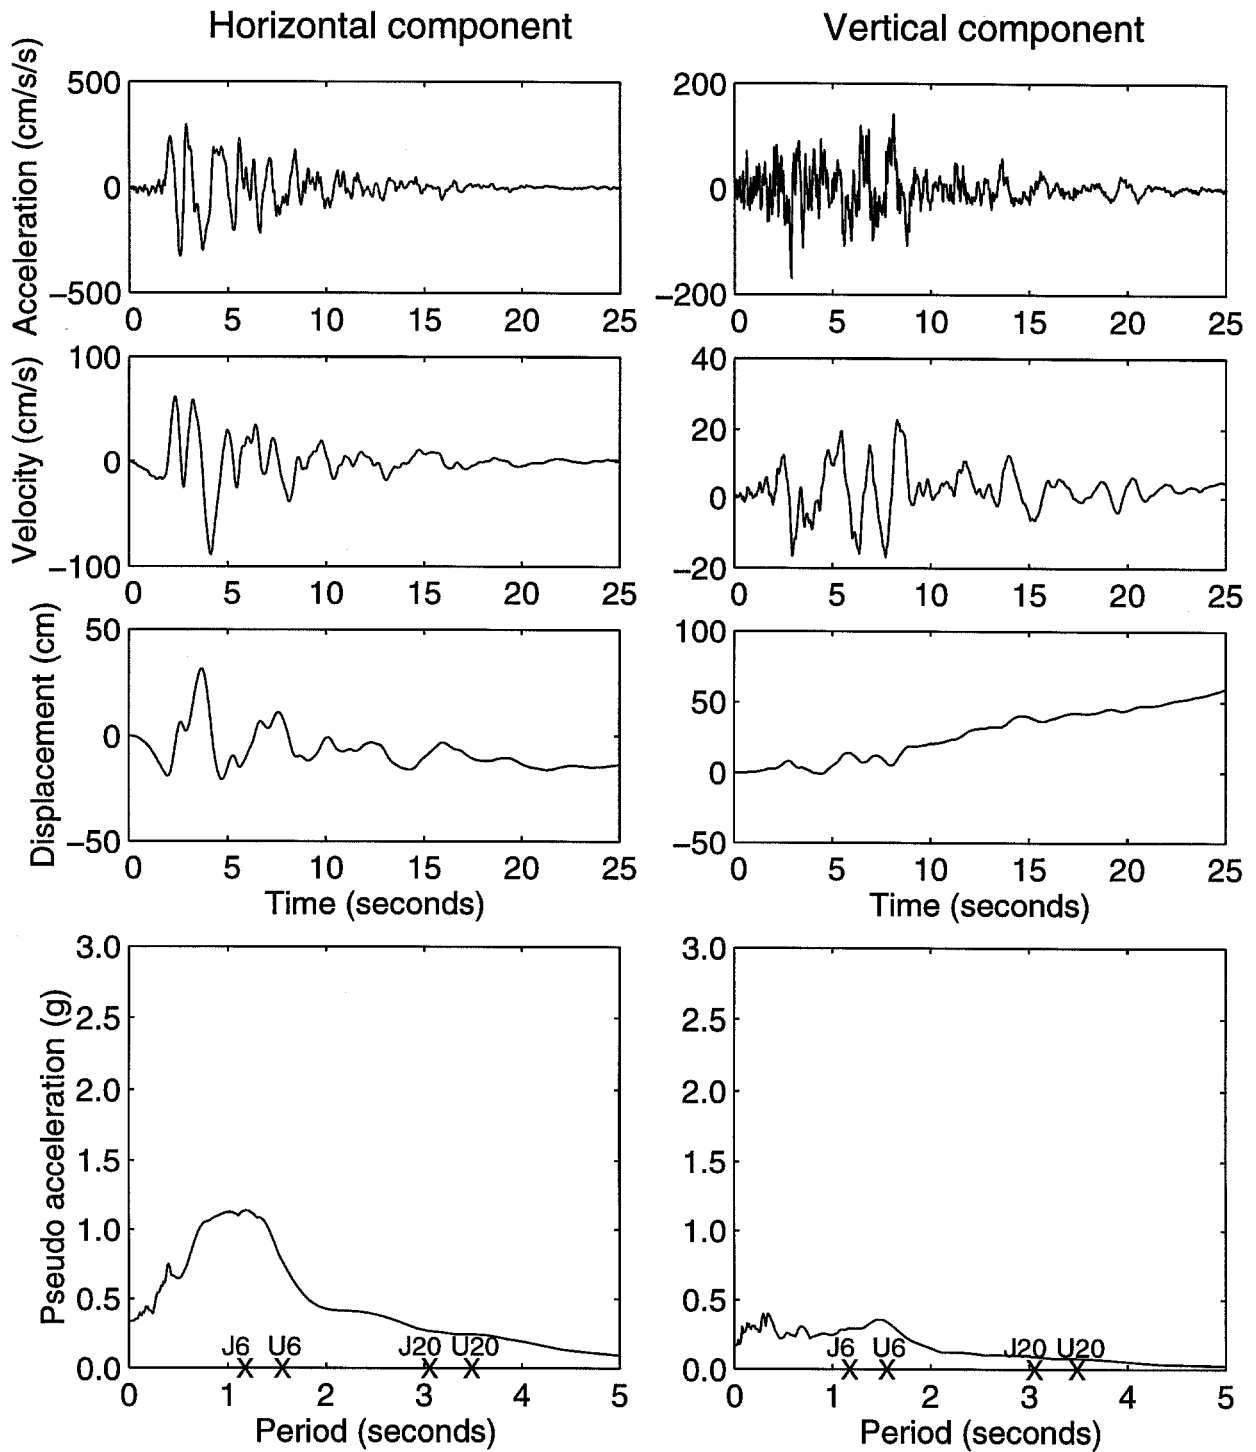 Horizontal component
Vertical component
Acceleration (cm/s/s)
500
0
−500
0 5 10 15 20 25
200
0
−200
0 5 10 15 20 25
Velocity (cm/s)
100
0
−100
0 5 10 15 20 25
40
20
0
−20
0 5 10 15 20 25
Displacement (cm)
50
0
−50
0 5 10 15 20 25
Time (seconds)
100
50
0
−50
0 5 10 15 20 25
Time (seconds)
Pseudo acceleration (g)
3.0
2.5
2.0
1.5
1.0
0.5
0.0
J6 U6 J20 U20
0 1 2 3 4 5
Period (seconds)
3.0
2.5
2.0
1.5
1.0
0.5
0.0
J6 U6 J20 U20
0 1 2 3 4 5
Period (seconds)